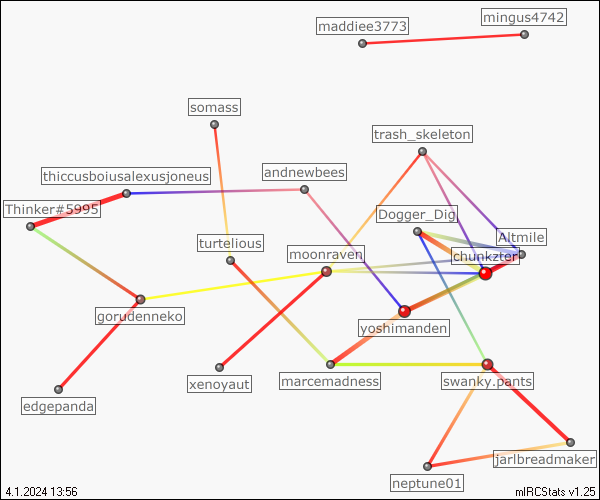 mingus4742
maddiee3773
somass
trash_skeleton
andnewbees
thiccusboiusalexusjoneus
Thinker#5995
Dogger_Dig
Altmile
turtelious
moonraven
chunkzter
gorudenneko
yoshimanden
xenoyaut
marcemadness
swanky.pants
edgepanda
jarlbreadmaker
neptune01
4.1.2024 13:56
mIRCStats v1.25